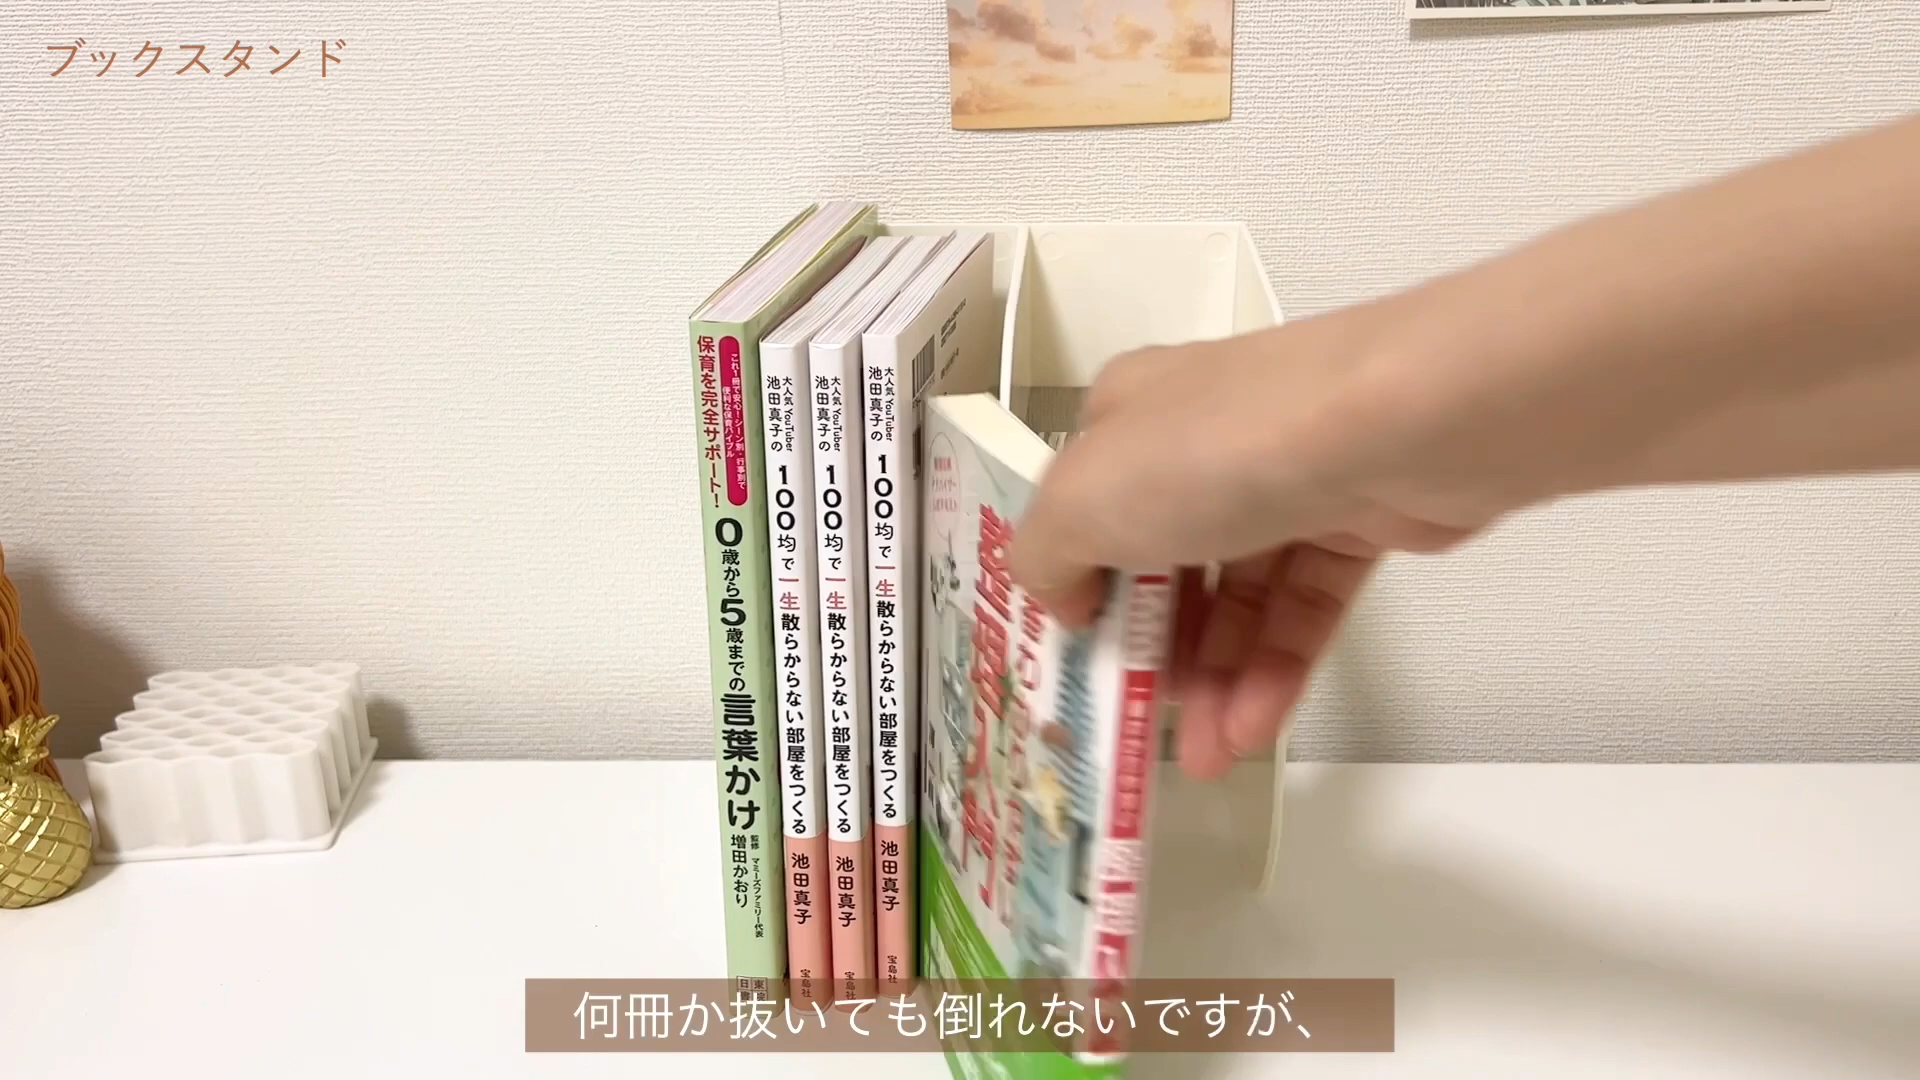 ブックスタンド
これ1冊で安心！シーン別・行事別で
便利な保育バイブル
保育を完全サポート！
0歳から5歳までの言葉かけ
監修 マミーズファミリー代表
増田かおり
大人気YouTuber
池田真子の
100均で一生散らからない部屋をつくる
池田真子
宝島社
大人気YouTuber
池田真子の
100均で一生散らからない部屋をつくる
池田真子
宝島社
大人気YouTuber
池田真子の
100均で一生散らからない部屋をつくる
池田真子
宝島社
何冊か抜いても倒れないですが、